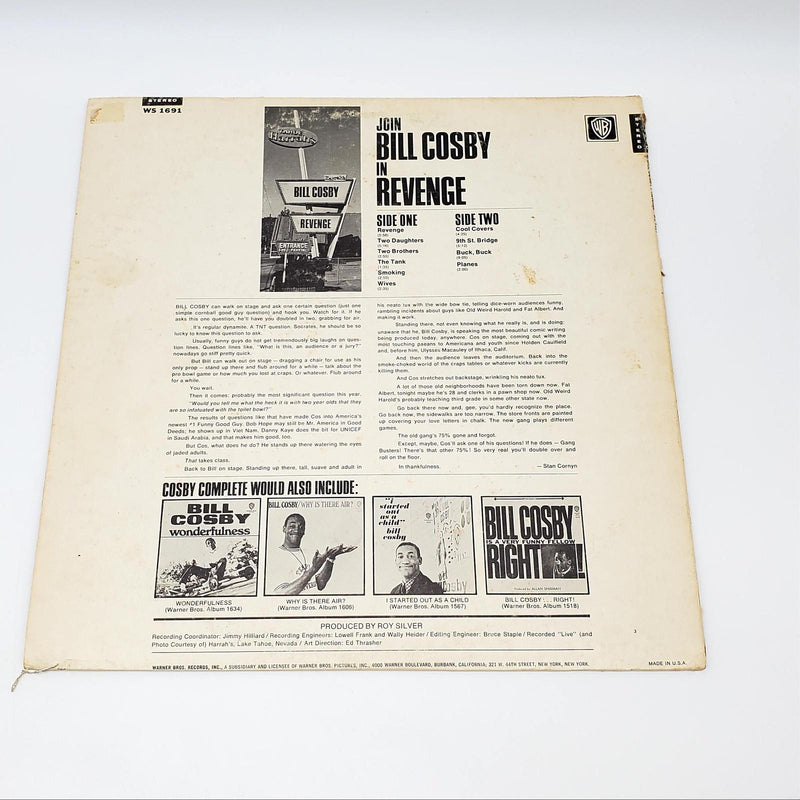 STEREO
WS 1691
HARRAH'S
BILL COSBY
REVENGE
ENTRANCE
JOIN
BILL COSBY
IN
REVENGE
WB
STEREO
SIDE ONE
Revenge
Two Daughters
Two Brothers
The Tank
Smoking
Wives
SIDE TWO
Cool Covers
(4:25)
9th St. Bridge
Buck, Buck
Planes
BILL COSBY can walk on stage and ask one certain question (just one
simple cornball good guy question) and hook you. Watch for it. If he
asks this one question, he'll have you doubled in two, grabbing for air.
It's regular dynamite. A TNT question. Socrates, he should be so
lucky to know this question to ask.
Usually, funny guys do not get tremendously big laughs on ques-
tion lines. Question lines like, "What is this, an audience or a jury?"
nowadays go stiff pretty quick.
But Bill can walk out on stage — dragging a chair for use as his
only prop — stand up there and flub around for a while — talk about the
pre bowl game or how much you lost at craps. Or whatever. Flub around
for a while.
You wait.
Then it comes: probably the most significant question this year.
"Would you tell me what the heck it is with two year olds that they
are so infatuated with the toilet bowl?"
The results of questions like that have made Cos into America's
newest #1 Funny Good Guy. Bob Hope may still be Mr. America in Good
Deeds; he shows up in Viet Nam. Danny Kaye does the bit for UNICEF
in Saudi Arabia, and that makes him good, too.
But Cos, what does he do? He stands up there watering the eyes
of jaded adults.
That takes class.
Back to Bill on stage. Standing up there, tall, suave and adult in
his neato tux with the wide bow tie, telling dice-worn audiences funny,
rambling incidents about guys like Old Weird Harold and Fat Albert. And
making it work.
Standing there, not even knowing what he really is, and is doing:
unaware that he, Bill Cosby, is speaking the most beautiful comic writing
being produced today, anywhere. Cos on stage, coming on with the
most touching paeans to Americana and youth since Holden Caulfield
and, before him, Ulysses Macauley of Ithaca, Calif.
And then the audience leaves the auditorium. Back into the
smoke-choked world of the craps tables or whatever kicks are currently
killing them.
And Cos stretches out backstage, wrinkling his neato tux.
A lot of those old neighborhoods have been torn down now. Fat
Albert, tonight maybe he's 28 and clerks in a pawn shop now. Old Weird
Harold's probably teaching third grade in some other state now.
Go back there now and, gee, you'd hardly recognize the place.
Go back now, the sidewalks are too narrow. The store fronts are painted
up covering your love letters in chalk. The new gang plays different
games.
The old gang's 75% gone and forgot.
Except, maybe, Cos'll ask one of his questions! If he does — Gang
Busters! There's that other 75%! So very real you'll double over and
roll on the floor.
In thankfulness.
— Stan Cornyn
COSBY COMPLETE WOULD ALSO INCLUDE:
BILL
COSBY
wonderfulness
BILL COSBY/WHY IS THERE AIR?
"i
started
out
as a
child"
bill
cosby
BILL COSBY
IS A VERY FUNNY FELLOW
RIGHT!
Produced by ALLAN SHERMAN
WONDERFULNESS
(Warner Bros. Album 1634)
WHY IS THERE AIR?
(Warner Bros. Album 1606)
I STARTED OUT AS A CHILD
(Warner Bros. Album 1567)
BILL COSBY . . . RIGHT!
(Warner Bros. Album 1518)
PRODUCED BY ROY SILVER
Recording Coordinator: Jimmy Hilliard / Recording Engineers: Lowell Frank and Wally Heider / Editing Engineer: Bruce Staple / Recorded "Live" (and
Photo Courtesy of) Harrah's, Lake Tahoe, Nevada / Art Direction: Ed Thrasher
3
WARNER BROS. RECORDS, INC., A SUBSIDIARY AND LICENSEE OF WARNER BROS. PICTURES, INC., 4000 WARNER BOULEVARD, BURBANK, CALIFORNIA; 321 W. 44TH STREET, NEW YORK, NEW YORK.
MADE IN U.S.A.